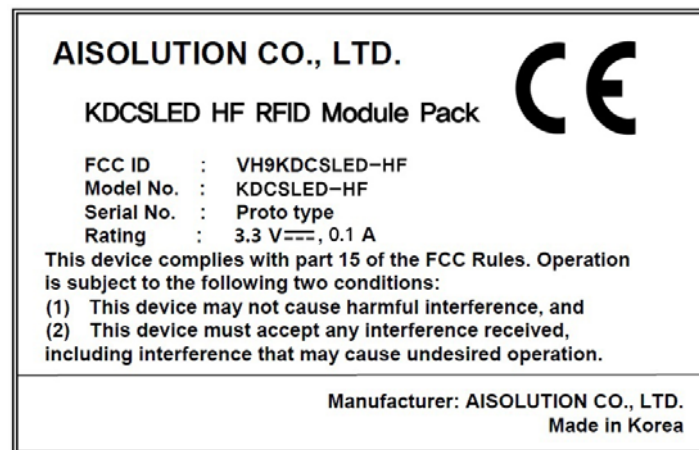 AISOLUTION CO., LTD.
CE
KDCSLED HF RFID Module Pack
FCC ID : VH9KDCSLED-HF
Model No. : KDCSLED-HF
Serial No. : Proto type
Rating : 3.3 V⎓, 0.1 A
This device complies with part 15 of the FCC Rules. Operation
is subject to the following two conditions:
(1) This device may not cause harmful interference, and
(2) This device must accept any interference received,
including interference that may cause undesired operation.
Manufacturer: AISOLUTION CO., LTD.
Made in Korea